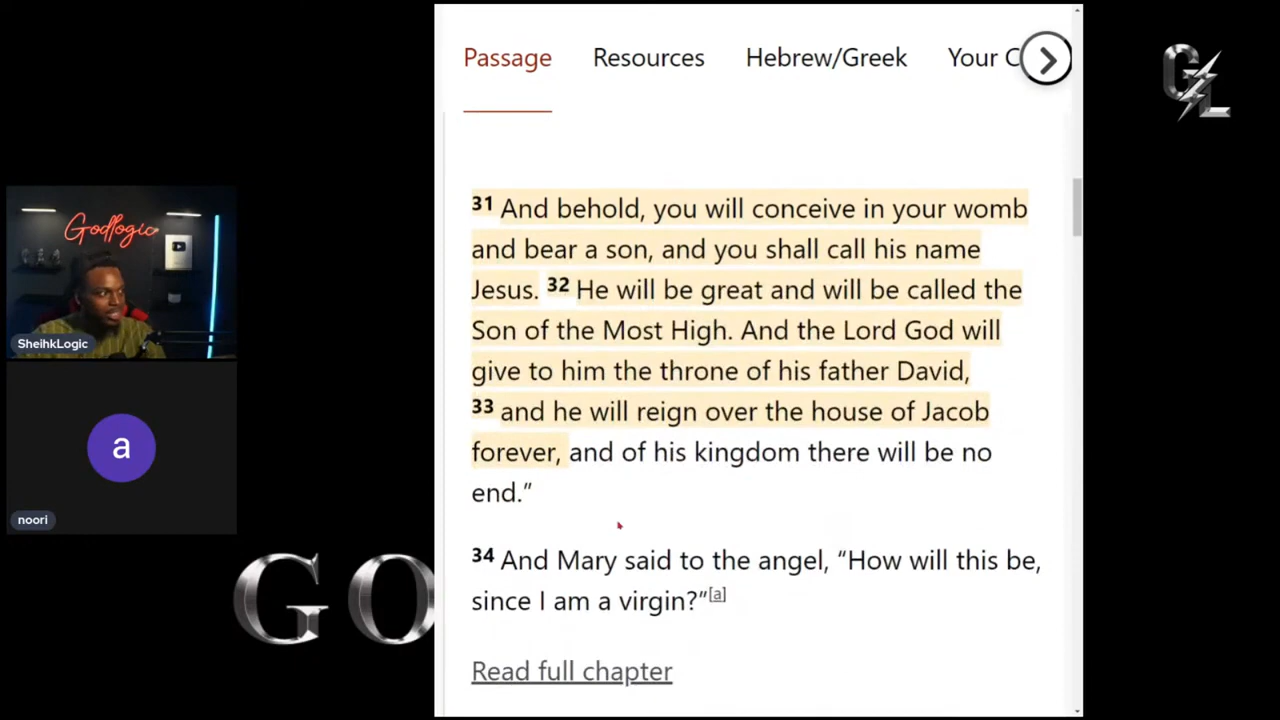 Passage Resources Hebrew/Greek Your C
31 And behold, you will conceive in your womb
and bear a son, and you shall call his name
Jesus. 32 He will be great and will be called the
Son of the Most High. And the Lord God will
give to him the throne of his father David,
33 and he will reign over the house of Jacob
forever, and of his kingdom there will be no
end.”
34 And Mary said to the angel, “How will this be,
since I am a virgin?”[a]
Read full chapter
Godlogic
SheihkLogic
a
noori
GO
GL